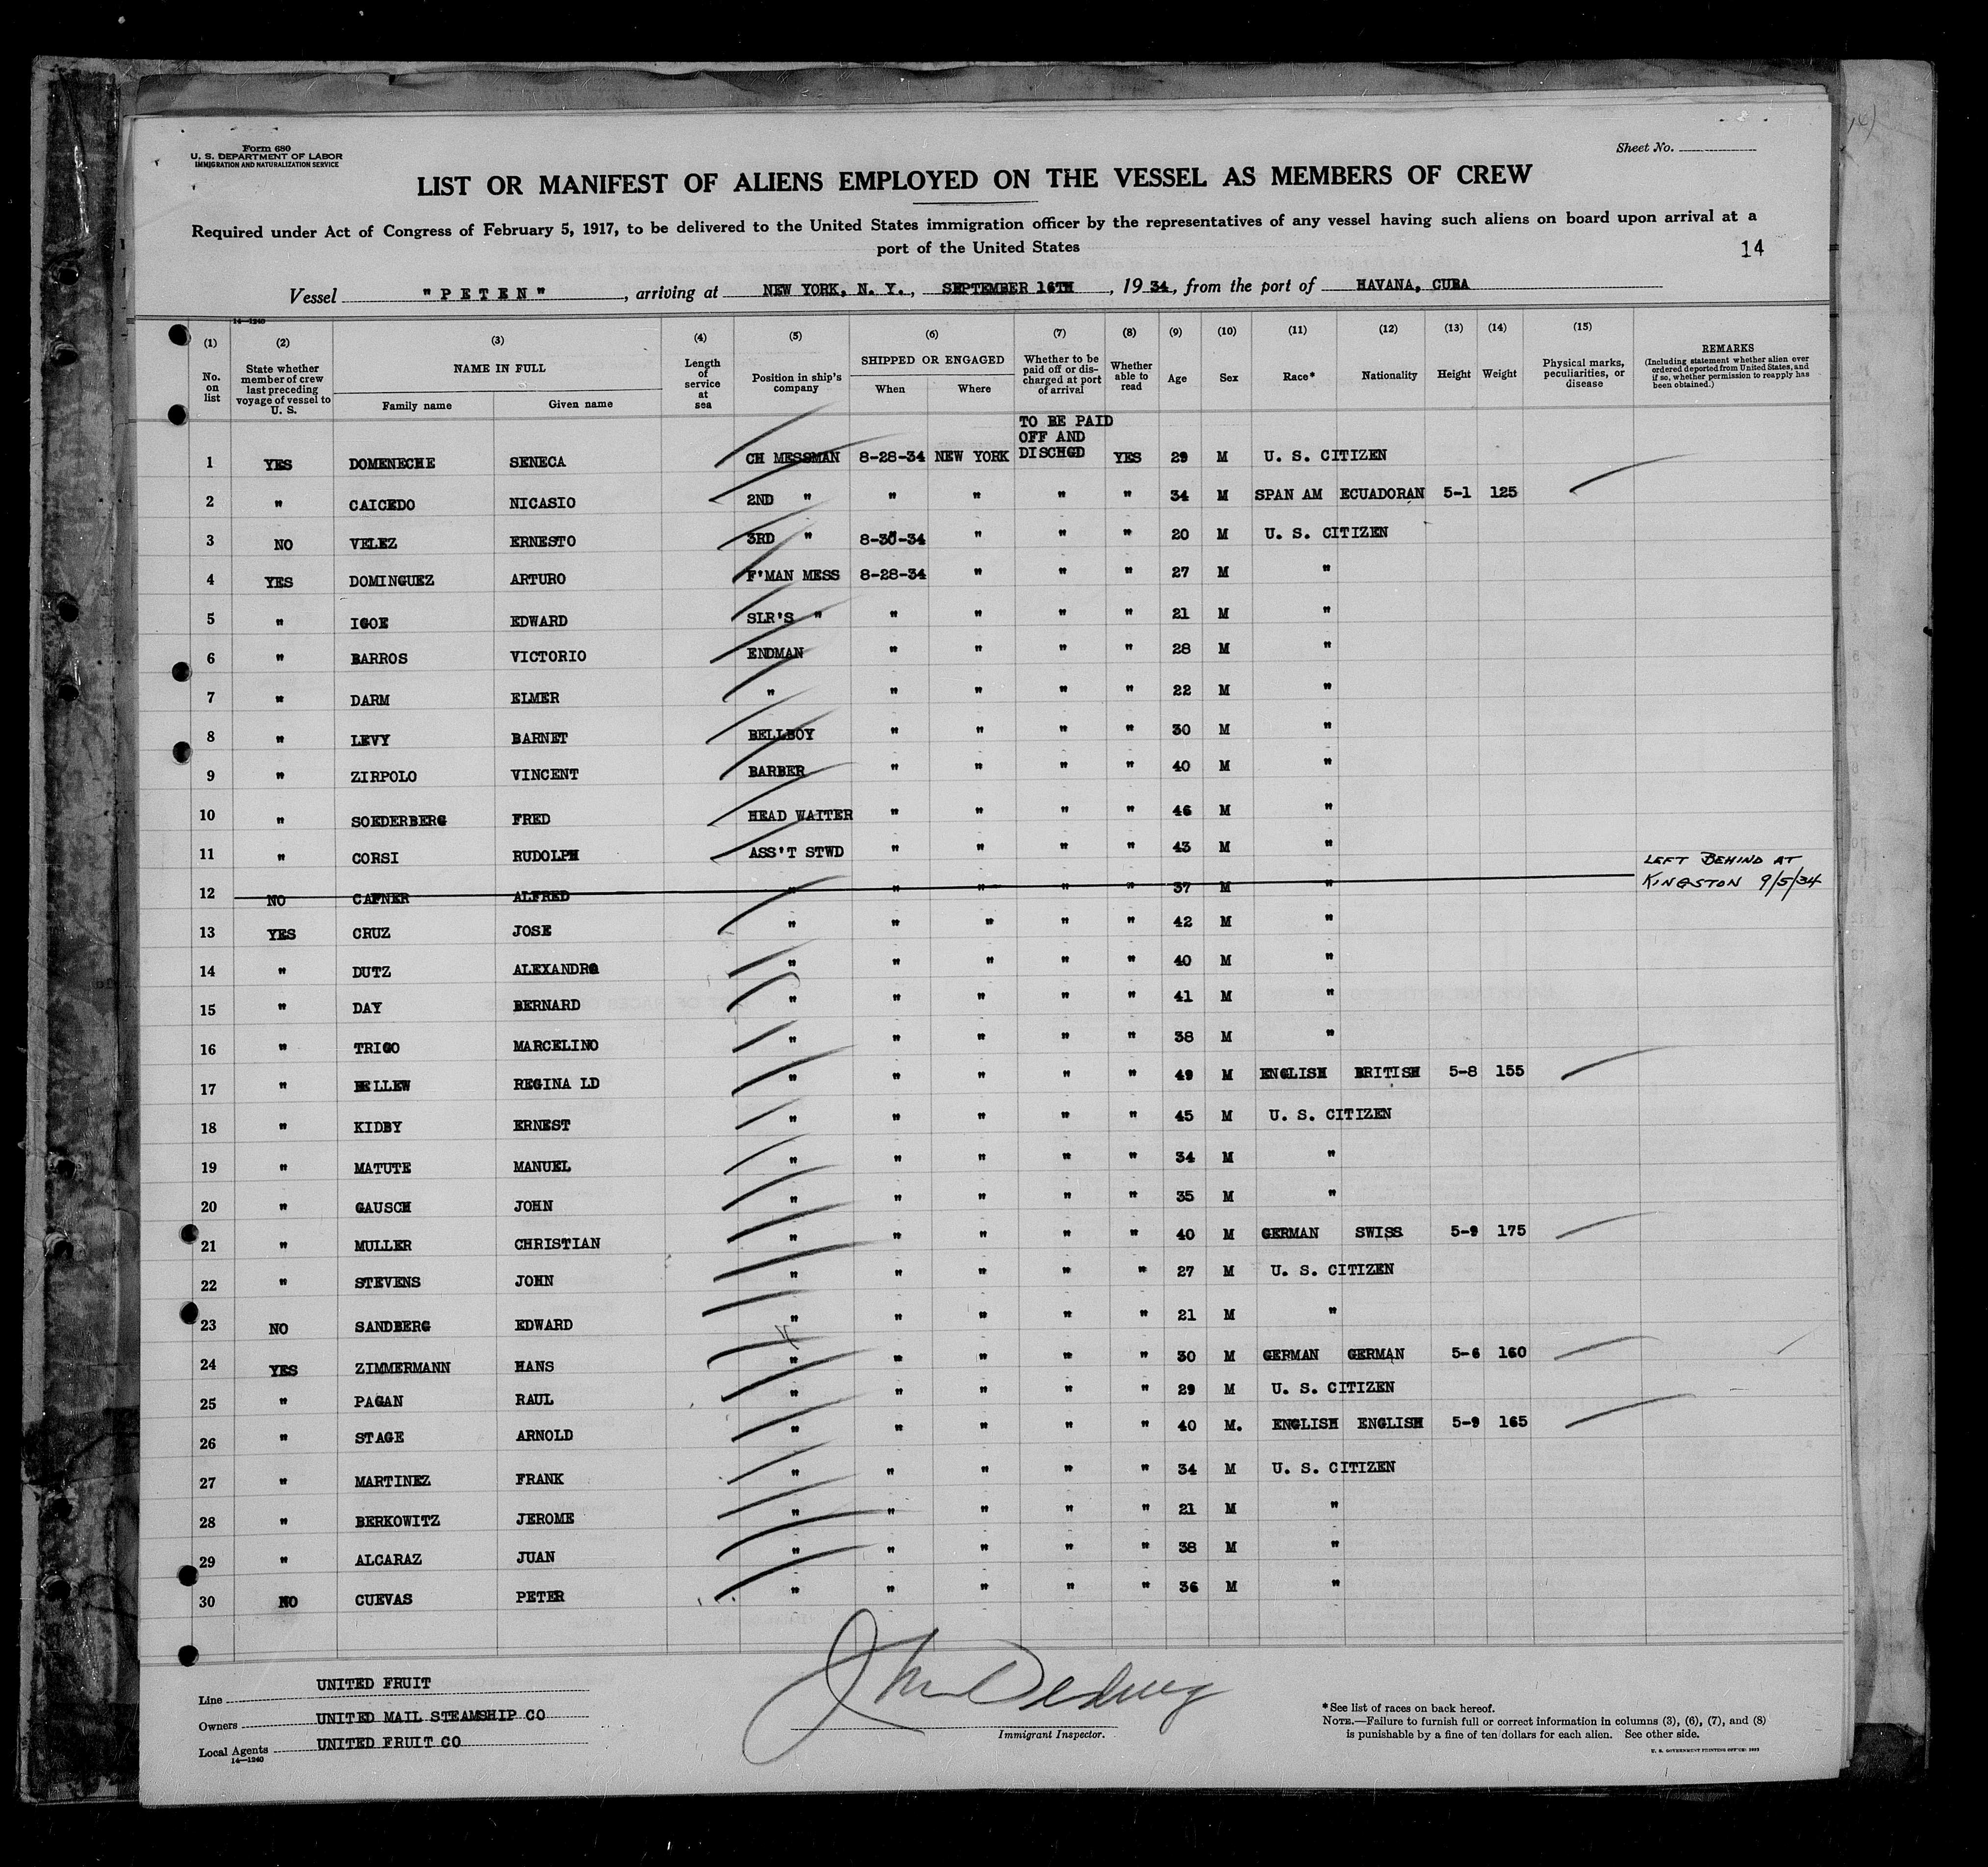 Form 680
U. S. DEPARTMENT OF LABOR
IMMIGRATION AND NATURALIZATION SERVICE
Sheet No.
LIST OR MANIFEST OF ALIENS EMPLOYED ON THE VESSEL AS MEMBERS OF CREW
Required under Act of Congress of February 5, 1917, to be delivered to the United States immigration officer by the representatives of any vessel having such aliens on board upon arrival at a
port of the United States
14
Vessel "PETEN", arriving at NEW YORK, N. Y., SEPTEMBER 16TH, 1934, from the port of HAVANA, CUBA
14—1240
(1) No. on list
(2) State whether member of crew last preceding voyage of vessel to U. S.
(3) NAME IN FULL
Family name Given name
(4) Length of service at sea
(5) Position in ship's company
(6) SHIPPED OR ENGAGED
When Where
(7) Whether to be paid off or discharged at port of arrival
(8) Whether able to read
(9) Age
(10) Sex
(11) Race*
(12) Nationality
(13) Height
(14) Weight
(15) Physical marks, peculiarities, or disease
REMARKS
(Including statement whether alien ever ordered deported from United States, and if so, whether permission to reapply has been obtained.)
TO BE PAID
OFF AND
1 YES DOMENECHE SENECA CH MESSMAN 8-28-34 NEW YORK DISCHGD YES 29 M U. S. CITIZEN
2 " CAICEDO NICASIO 2ND " " " " " 34 M SPAN AM ECUADORAN 5-1 125
3 NO VELEZ ERNESTO 3RD " 8-30-34 " " " 20 M U. S. CITIZEN
4 YES DOMINGUEZ ARTURO F'MAN MESS 8-28-34 " " " 27 M "
5 " IGOE EDWARD SLR'S " " " " " 21 M "
6 " BARROS VICTORIO ENDMAN " " " " 28 M "
7 " DARM ELMER " " " " " 22 M "
8 " LEVY BARNET BELLBOY " " " " 30 M "
9 " ZIRPOLO VINCENT BARBER " " " " 40 M "
10 " SOEDERBERG FRED HEAD WAITER " " " " 46 M "
11 " CORSI RUDOLPH ASS'T STWD " " " " 43 M "
12 NO CAFNER ALFRED " " " " " 37 M " LEFT BEHIND AT
KINGSTON 9/5/34
13 YES CRUZ JOSE " " " " " 42 M "
14 " DUTZ ALEXANDRO " " " " " 40 M "
15 " DAY BERNARD " " " " " 41 M "
16 " TRIGO MARCELINO " " " " " 38 M "
17 " BELLEW REGINA LD " " " " " 49 M ENGLISH BRITISH 5-8 155
18 " KIDBY ERNEST " " " " " 45 M U. S. CITIZEN
19 " MATUTE MANUEL " " " " " 34 M "
20 " GAUSCH JOHN " " " " " 35 M "
21 " MULLER CHRISTIAN " " " " " 40 M GERMAN SWISS 5-9 175
22 " STEVENS JOHN " " " " " 27 M U. S. CITIZEN
23 NO SANDBERG EDWARD " " " " " 21 M "
24 YES ZIMMERMANN HANS " " " " " 30 M GERMAN GERMAN 5-6 160
25 " PAGAN RAUL " " " " " 29 M U. S. CITIZEN
26 " STAGE ARNOLD " " " " " 40 M. ENGLISH ENGLISH 5-9 165
27 " MARTINEZ FRANK " " " " " 34 M U. S. CITIZEN
28 " BERKOWITZ JEROME " " " " " 21 M "
29 " ALCARAZ JUAN " " " " " 38 M "
30 NO CUEVAS PETER " " " " " 36 M "
Line UNITED FRUIT
Owners UNITED MAIL STEAMSHIP CO
Local Agents UNITED FRUIT CO
14—1240
Immigrant Inspector.
*See list of races on back hereof.
NOTE.—Failure to furnish full or correct information in columns (3), (6), (7), and (8)
is punishable by a fine of ten dollars for each alien. See other side.